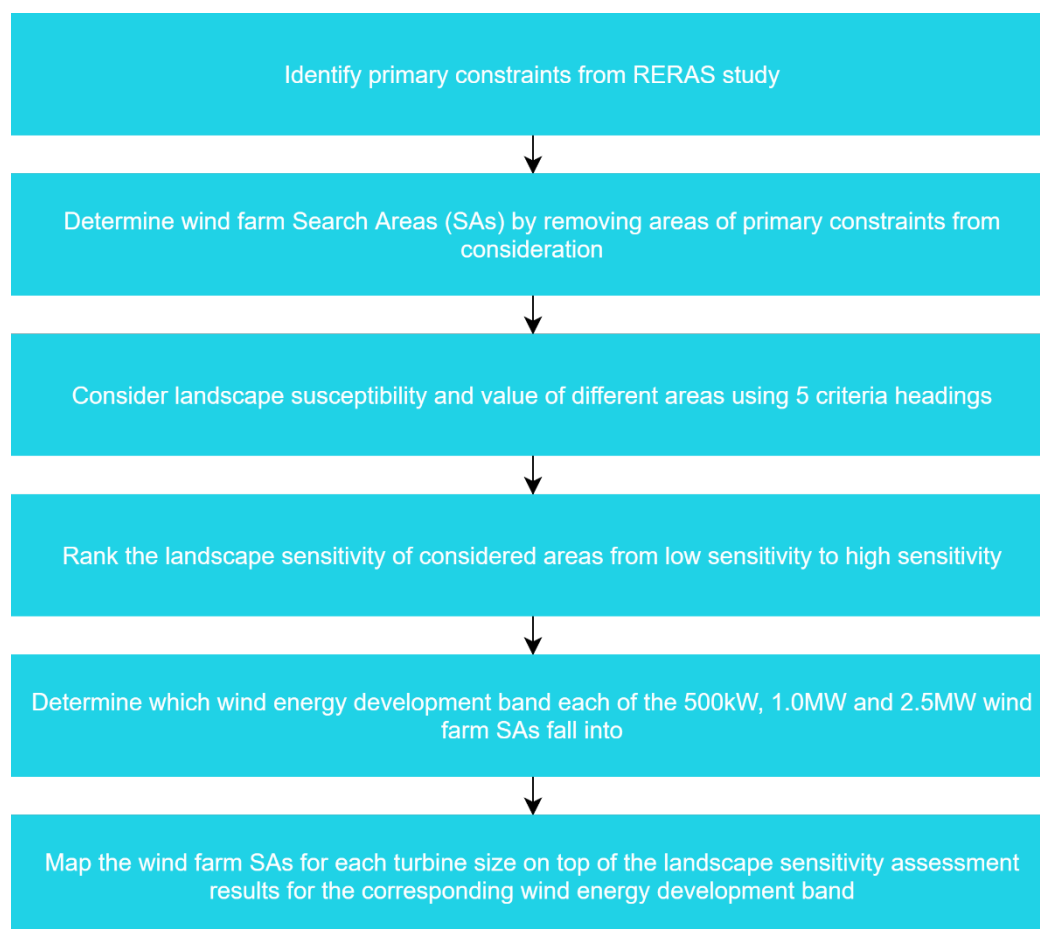 Identify primary constraints from RERAS study
Determine wind farm Search Areas (SAs) by removing areas of primary constraints from
consideration
Consider landscape susceptibility and value of different areas using 5 criteria headings
Rank the landscape sensitivity of considered areas from low sensitivity to high sensitivity
Determine which wind energy development band each of the 500kW, 1.0MW and 2.5MW wind
farm SAs fall into
Map the wind farm SAs for each turbine size on top of the landscape sensitivity assessment
results for the corresponding wind energy development band